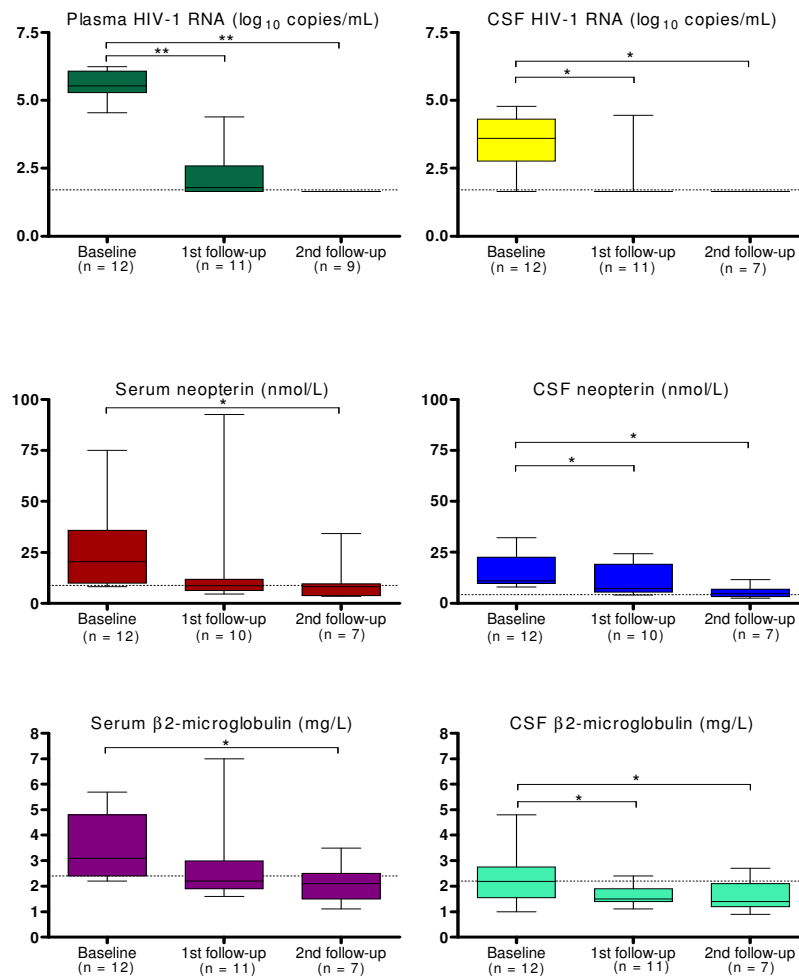 Plasma HIV-1 RNA (log10 copies/mL)
7.5
5.0
2.5
0.0
**
**
Baseline
(n = 12)
1st follow-up
(n = 11)
2nd follow-up
(n = 9)
CSF HIV-1 RNA (log10 copies/mL)
7.5
5.0
2.5
0.0
*
*
Baseline
(n = 12)
1st follow-up
(n = 11)
2nd follow-up
(n = 7)
Serum neopterin (nmol/L)
100
75
50
25
0
*
Baseline
(n = 12)
1st follow-up
(n = 10)
2nd follow-up
(n = 7)
CSF neopterin (nmol/L)
100
75
50
25
0
*
*
Baseline
(n = 12)
1st follow-up
(n = 10)
2nd follow-up
(n = 7)
Serum β2-microglobulin (mg/L)
8
7
6
5
4
3
2
1
0
*
Baseline
(n = 12)
1st follow-up
(n = 11)
2nd follow-up
(n = 7)
CSF β2-microglobulin (mg/L)
8
7
6
5
4
3
2
1
0
*
*
Baseline
(n = 12)
1st follow-up
(n = 11)
2nd follow-up
(n = 7)